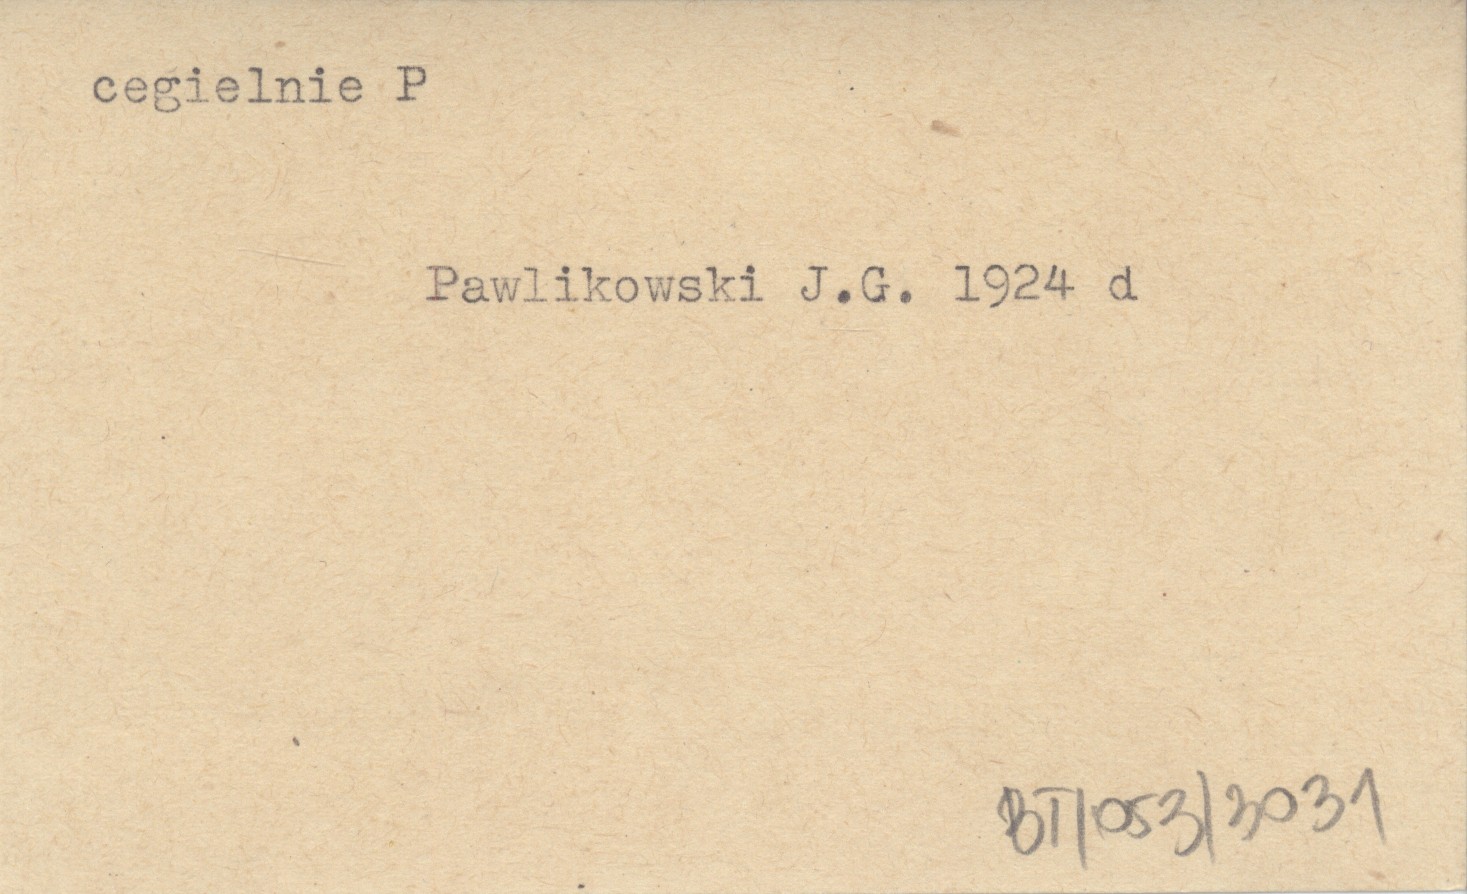 cegielnie P
Pawlikowski J.G. 1924 d
BT/053/3031